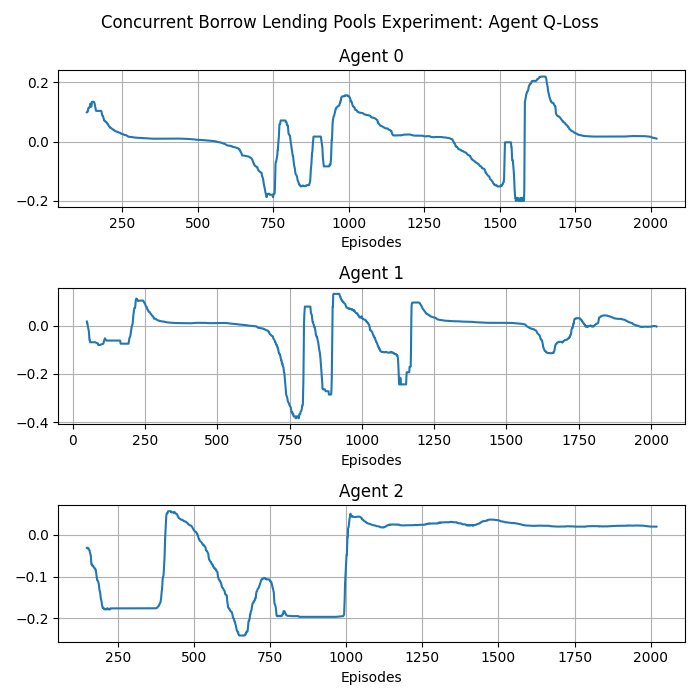 Concurrent Borrow Lending Pools Experiment: Agent Q-Loss
Agent 0
0.2
0.0
−0.2
250 500 750 1000 1250 1500 1750 2000
Episodes
Agent 1
0.0
−0.2
−0.4
0 250 500 750 1000 1250 1500 1750 2000
Episodes
Agent 2
0.0
−0.1
−0.2
250 500 750 1000 1250 1500 1750 2000
Episodes